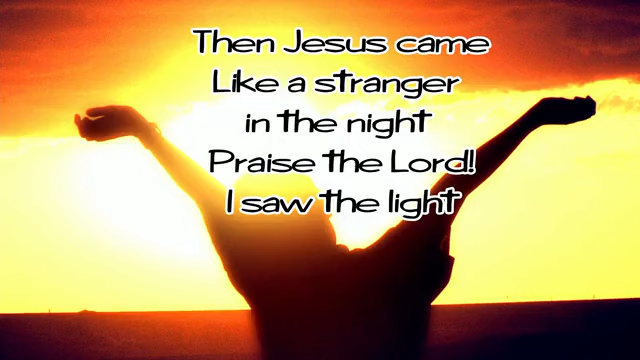 Then Jesus came
Like a stranger
in the night
Praise the Lord!
I saw the light